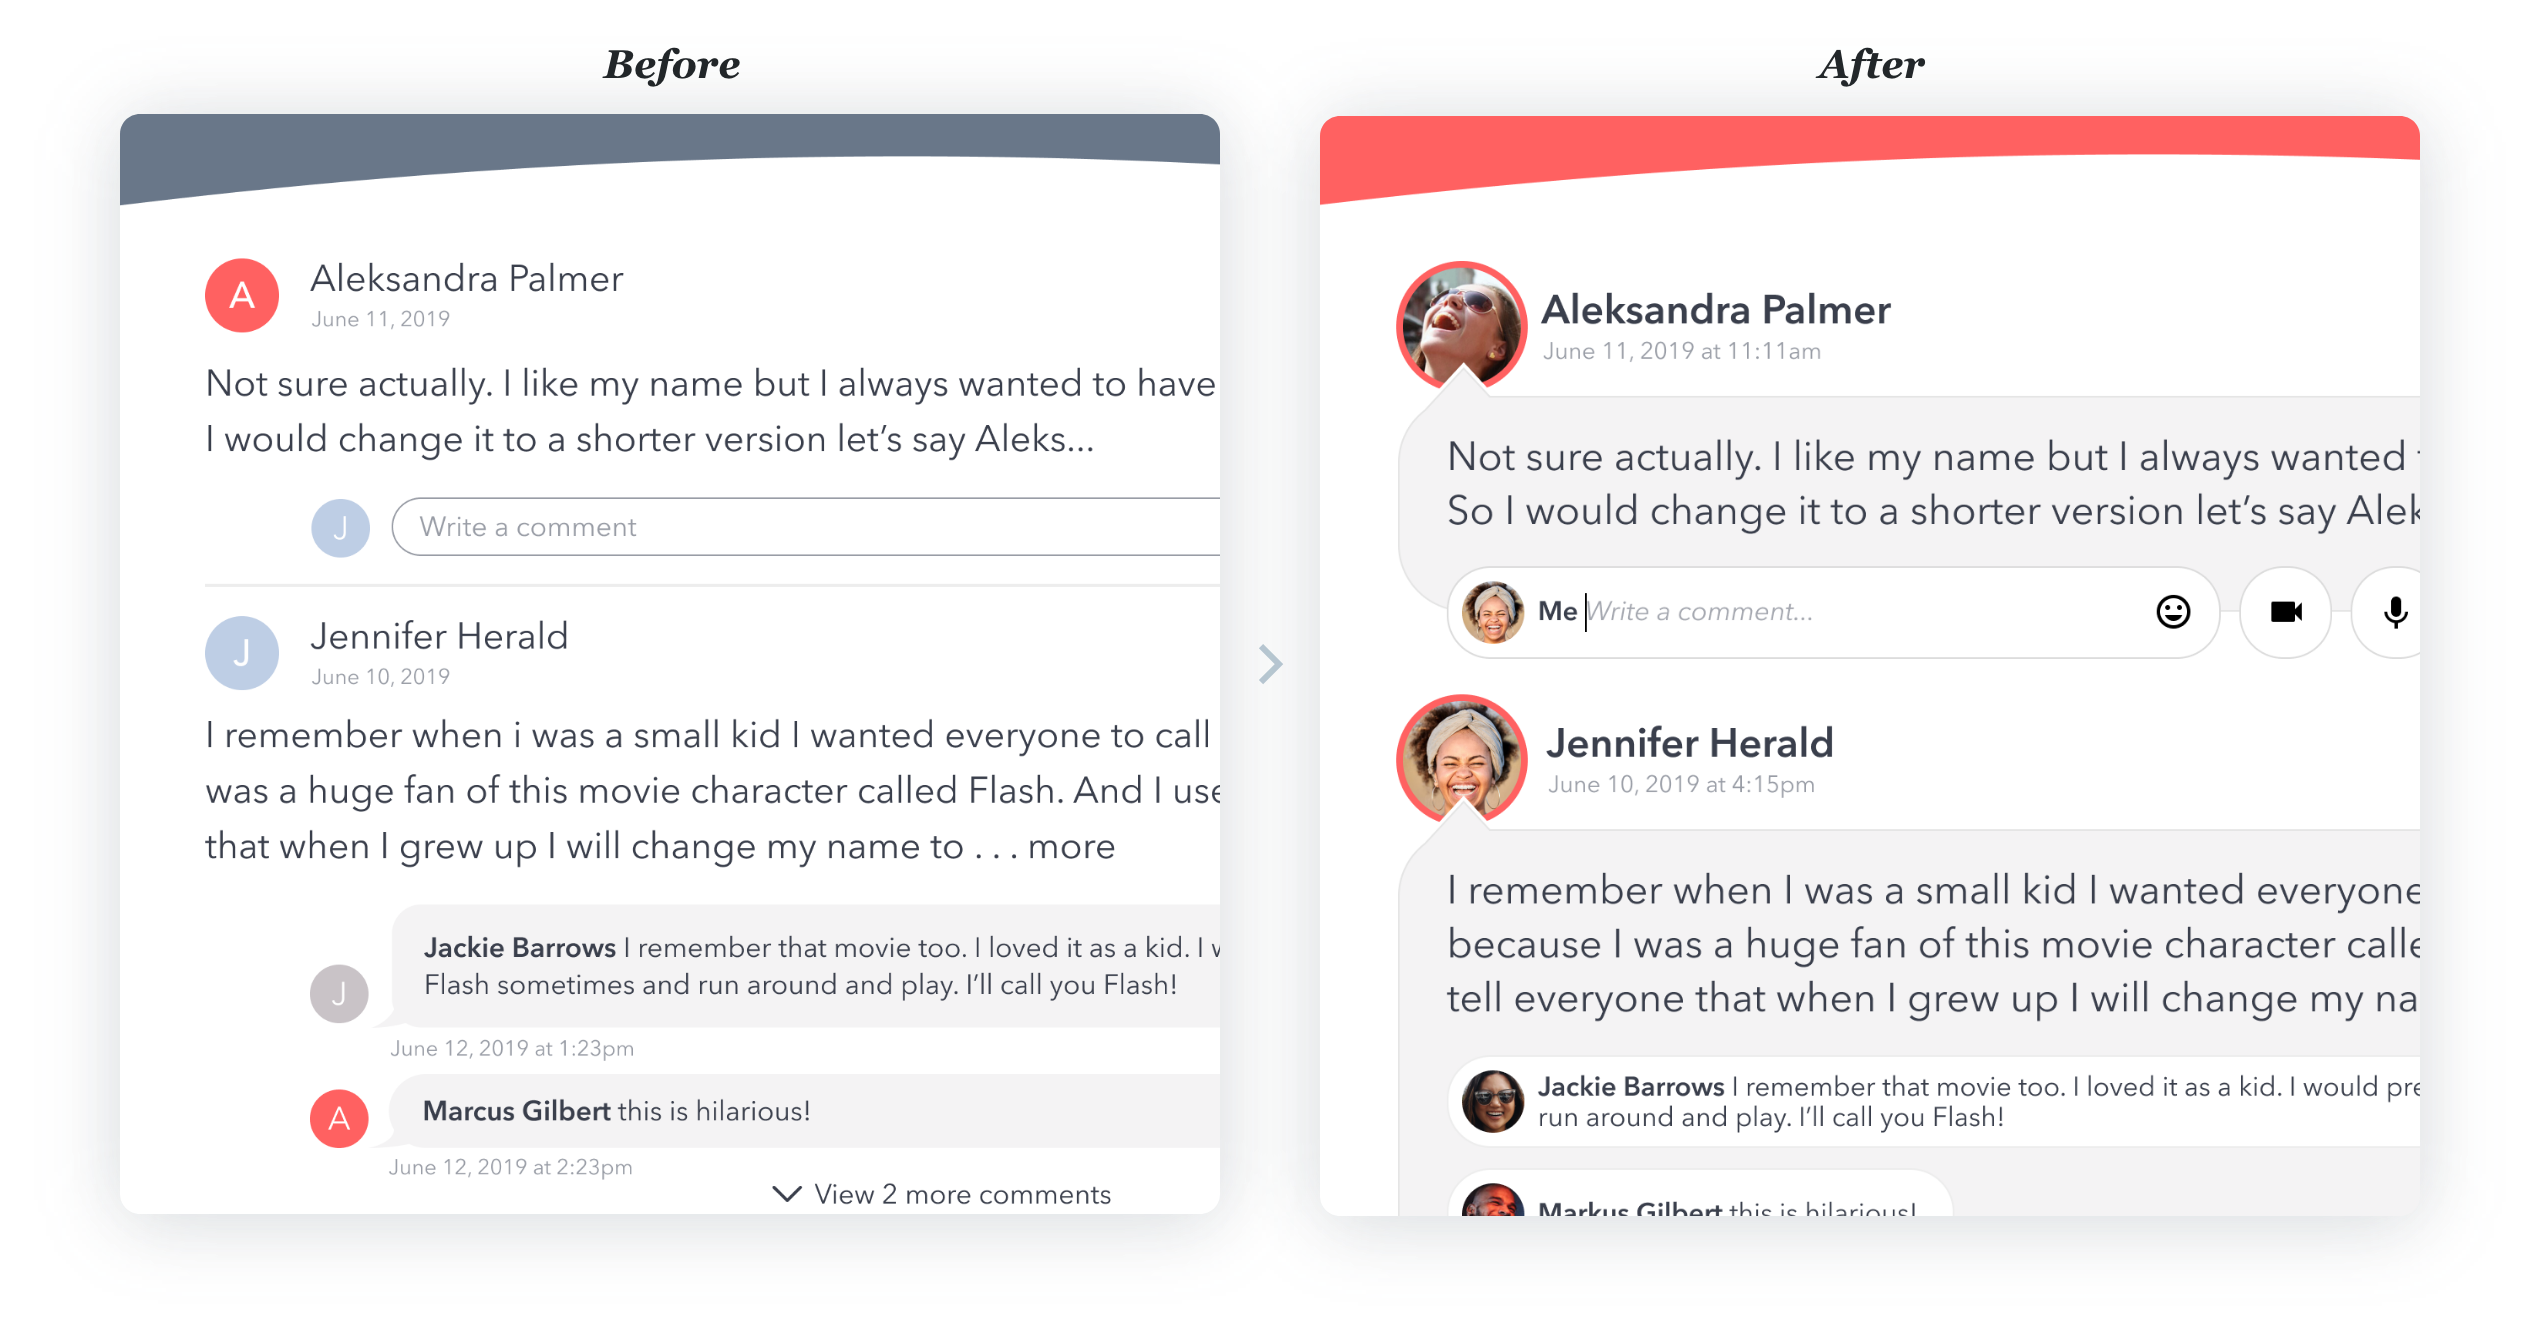 Before
A
Aleksandra Palmer
June 11, 2019
Not sure actually. I like my name but I always wanted to have
I would change it to a shorter version let's say Aleks...
J
Write a comment
J
Jennifer Herald
June 10, 2019
I remember when i was a small kid I wanted everyone to call
was a huge fan of this movie character called Flash. And I use
that when I grew up I will change my name to . . . more
J
Jackie Barrows I remember that movie too. I loved it as a kid. I
Flash sometimes and run around and play. I'll call you Flash!
June 12, 2019 at 1:23pm
A
Marcus Gilbert this is hilarious!
June 12, 2019 at 2:23pm
View 2 more comments
After
Aleksandra Palmer
June 11, 2019 at 11:11am
Not sure actually. I like my name but I always wanted
So I would change it to a shorter version let's say Alek
Me Write a comment...
Jennifer Herald
June 10, 2019 at 4:15pm
I remember when I was a small kid I wanted everyone
because I was a huge fan of this movie character calle
tell everyone that when I grew up I will change my na
Jackie Barrows I remember that movie too. I loved it as a kid. I would pre
run around and play. I'll call you Flash!
Markus Gilbert this is hilarious!